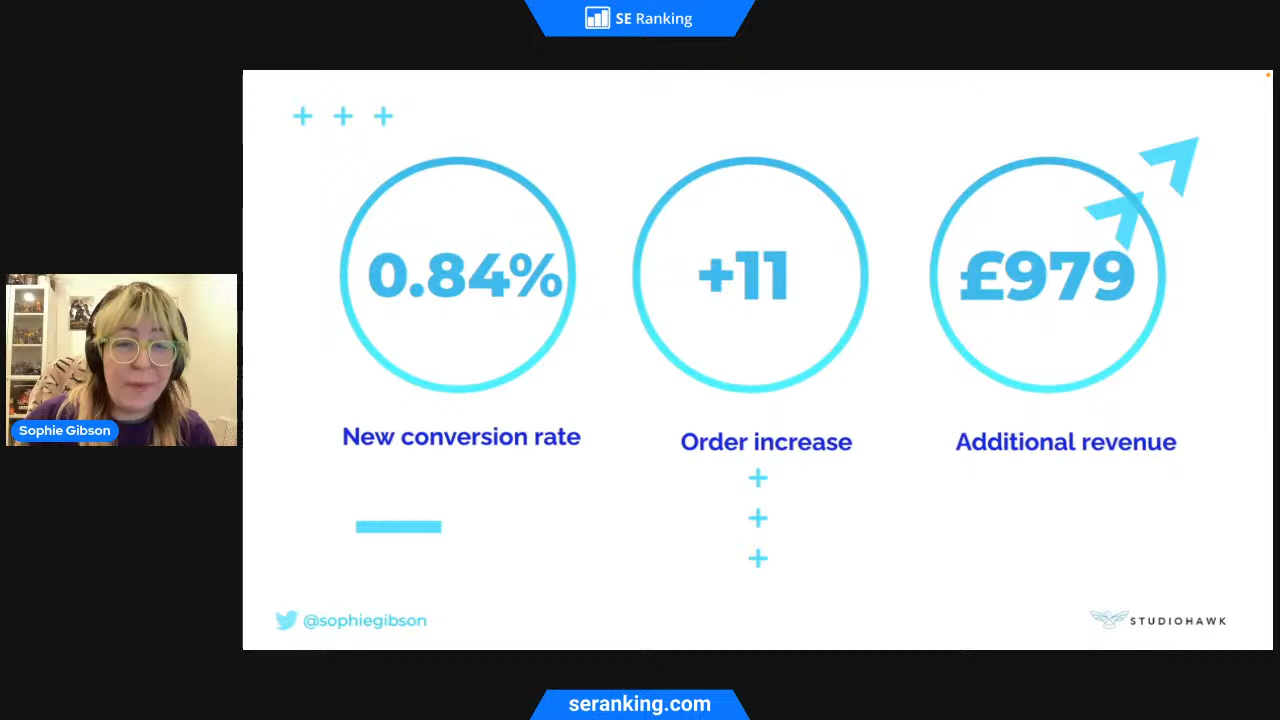 SE Ranking
0.84%
+11
£979
New conversion rate
Order increase
Additional revenue
Sophie Gibson
@sophiegibson
STUDIOHAWK
seranking.com